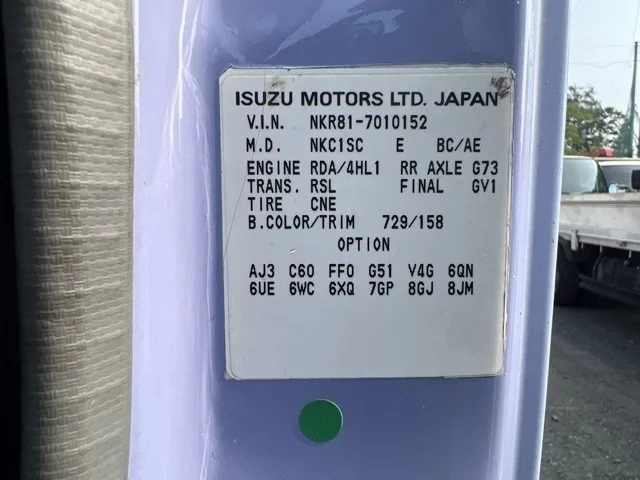 ISUZU MOTORS LTD. JAPAN
V.I.N. NKR81-7010152
M.D. NKC1SC E BC/AE
ENGINE RDA/4HL1 RR AXLE G73
TRANS. RSL FINAL GV1
TIRE CNE
B.COLOR/TRIM 729/158
OPTION
AJ3 C60 FF0 G51 V4G 6QN
6UE 6WC 6XQ 7GP 8GJ 8JM